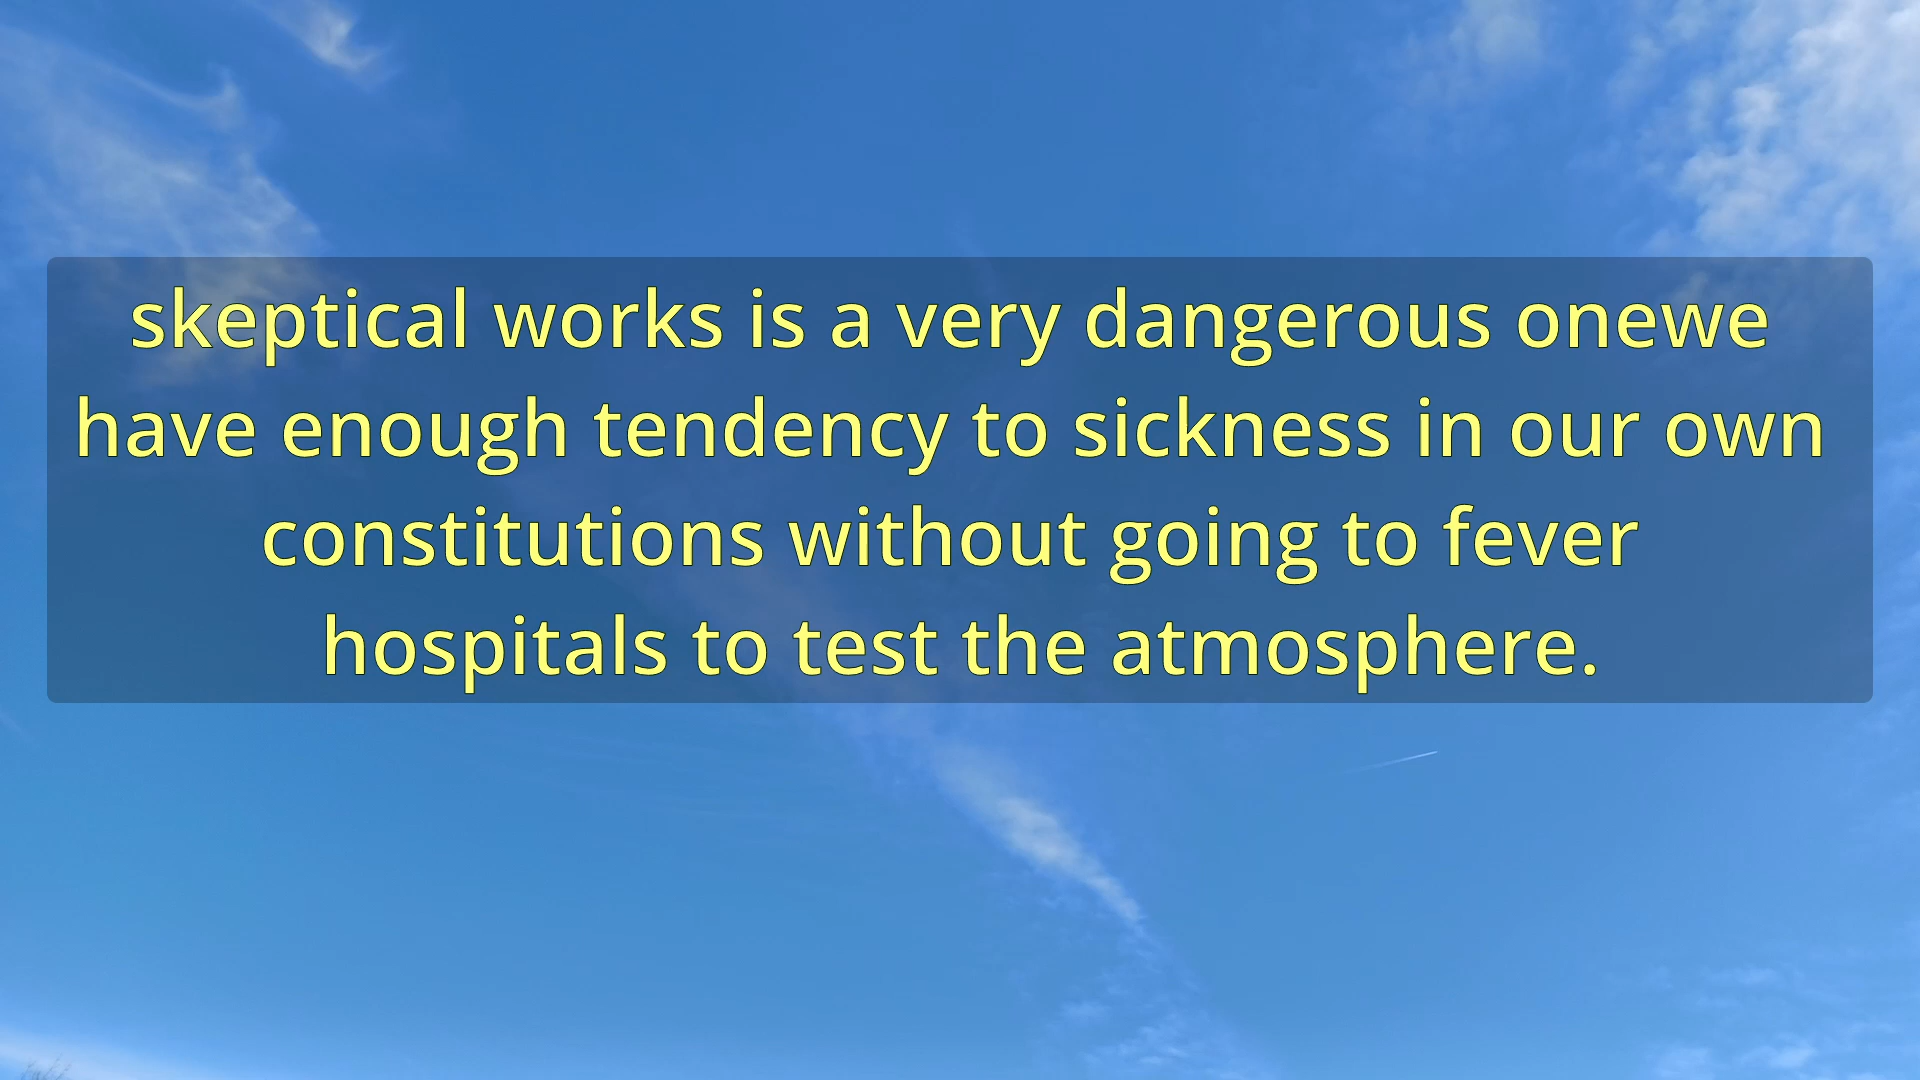 skeptical works is a very dangerous onewe
have enough tendency to sickness in our own
constitutions without going to fever
hospitals to test the atmosphere.